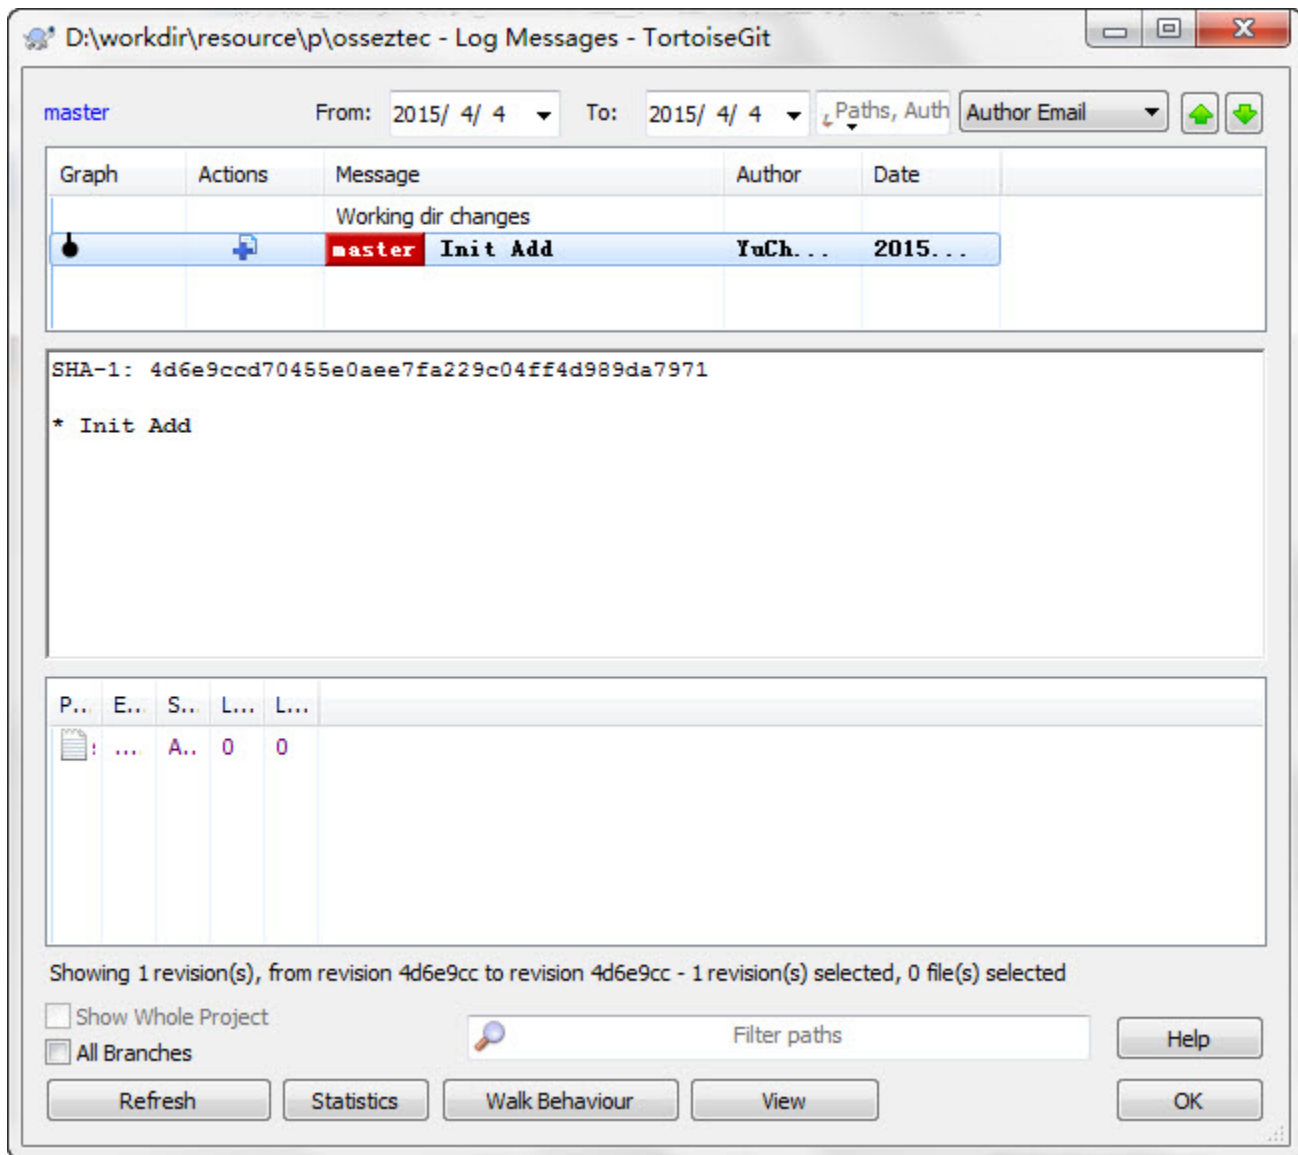 D:\workdir\resource\p\osseztec - Log Messages - TortoiseGit
master From: 2015/ 4/ 4 To: 2015/ 4/ 4 Paths, Auth Author Email
Graph Actions Message Author Date
Working dir changes
master Init Add YuCh... 2015...
SHA-1: 4d6e9ccd70455e0aee7fa229c04ff4d989da7971
* Init Add
P... E... S... L... L...
.... A.. 0 0
Showing 1 revision(s), from revision 4d6e9cc to revision 4d6e9cc - 1 revision(s) selected, 0 file(s) selected
Show Whole Project
All Branches
Filter paths
Help
Refresh Statistics Walk Behaviour View OK